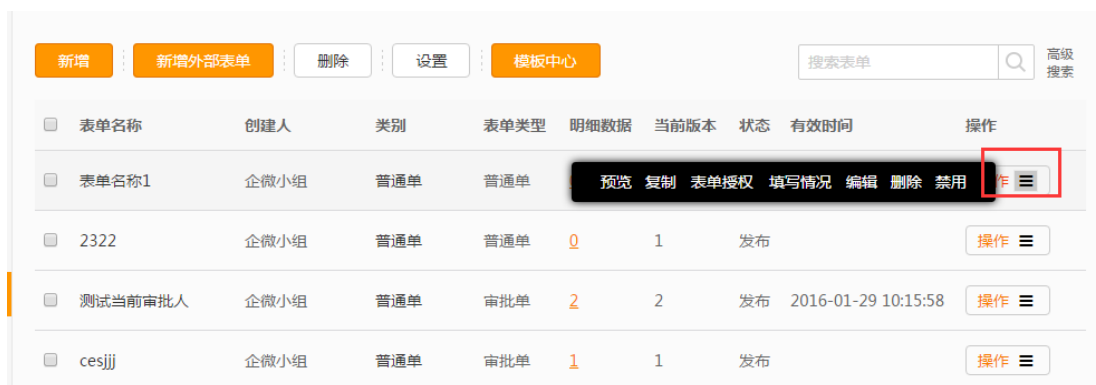 新增 新增外部表单 删除 设置 模板中心 搜索表单 高级搜索
表单名称 创建人 类别 表单类型 明细数据 当前版本 状态 有效时间 操作
表单名称1 企微小组 普通单 普通单 预览 复制 表单授权 填写情况 编辑 删除 禁用 作
2322 企微小组 普通单 普通单 0 1 发布 操作
测试当前审批人 企微小组 普通单 审批单 2 2 发布 2016-01-29 10:15:58 操作
cesjjj 企微小组 普通单 审批单 1 1 发布 操作